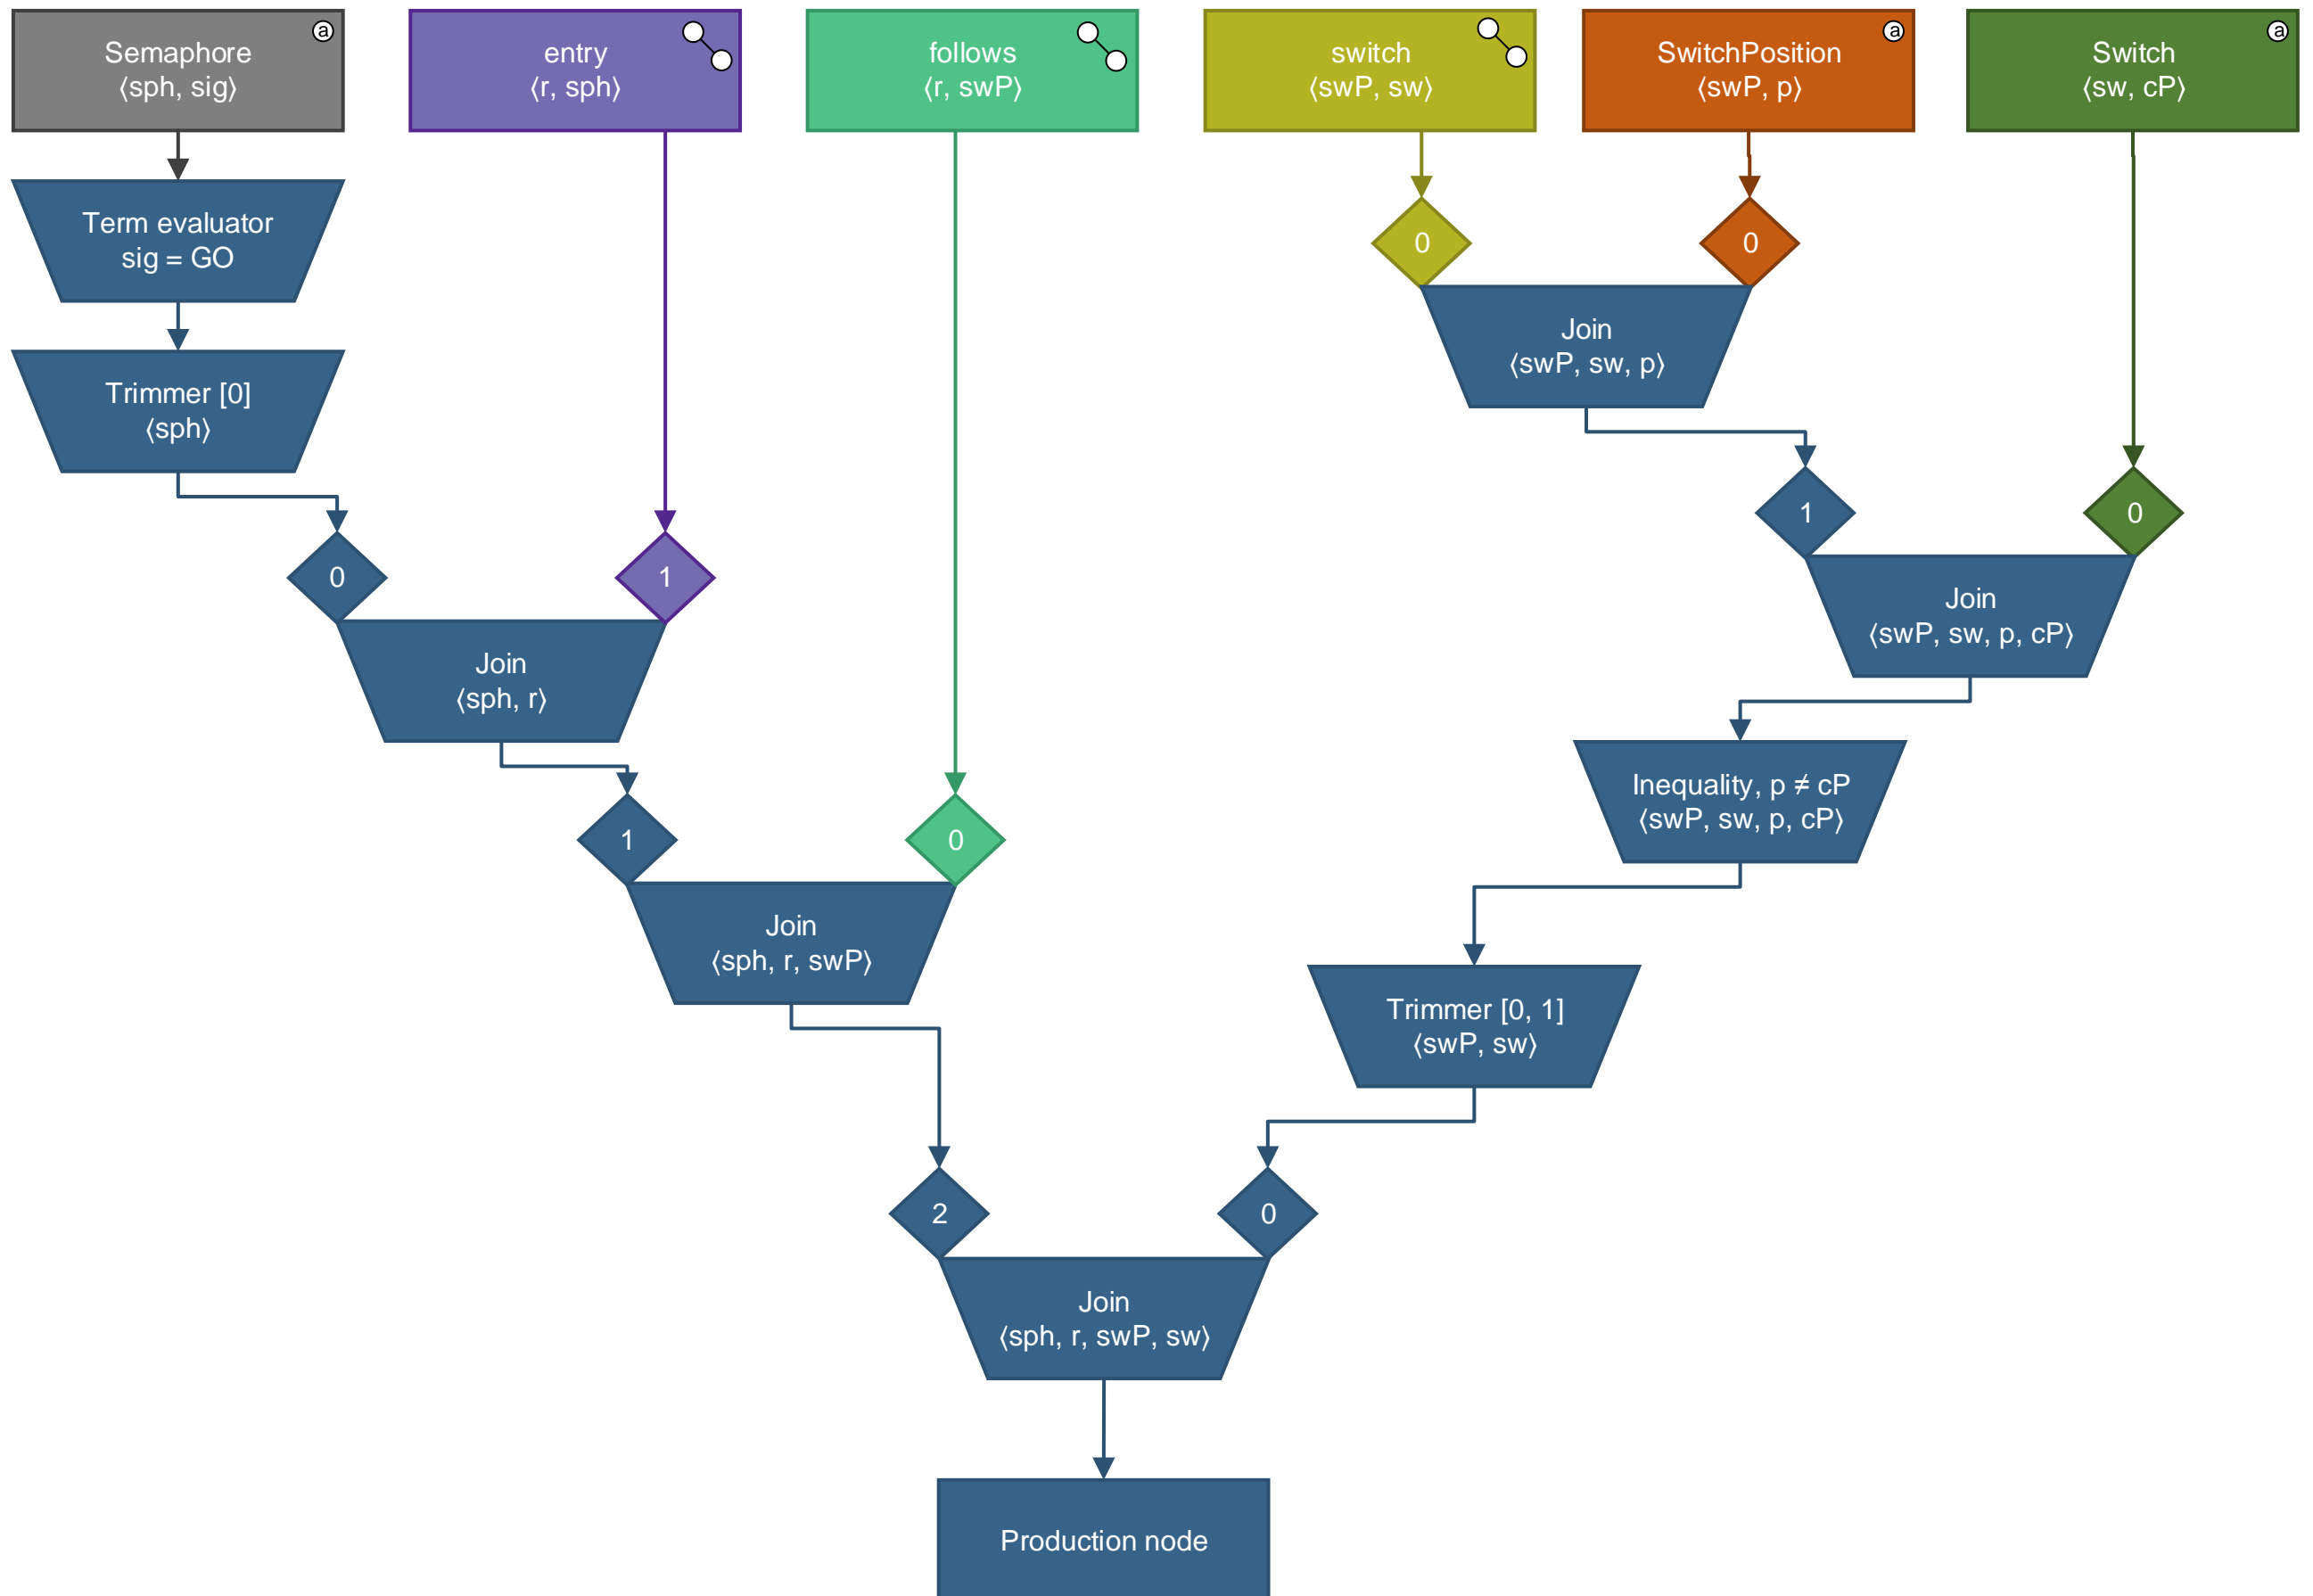 Semaphore
⟨sph, sig⟩
a
entry
⟨r, sph⟩
follows
⟨r, swP⟩
switch
⟨swP, sw⟩
SwitchPosition
⟨swP, p⟩
a
Switch
⟨sw, cP⟩
a
Term evaluator
sig = GO
0
0
Join
⟨swP, sw, p⟩
Trimmer [0]
⟨sph⟩
1
0
0
1
Join
⟨swP, sw, p, cP⟩
Join
⟨sph, r⟩
Inequality, p ≠ cP
⟨swP, sw, p, cP⟩
1
0
Join
⟨sph, r, swP⟩
Trimmer [0, 1]
⟨swP, sw⟩
2
0
Join
⟨sph, r, swP, sw⟩
Production node